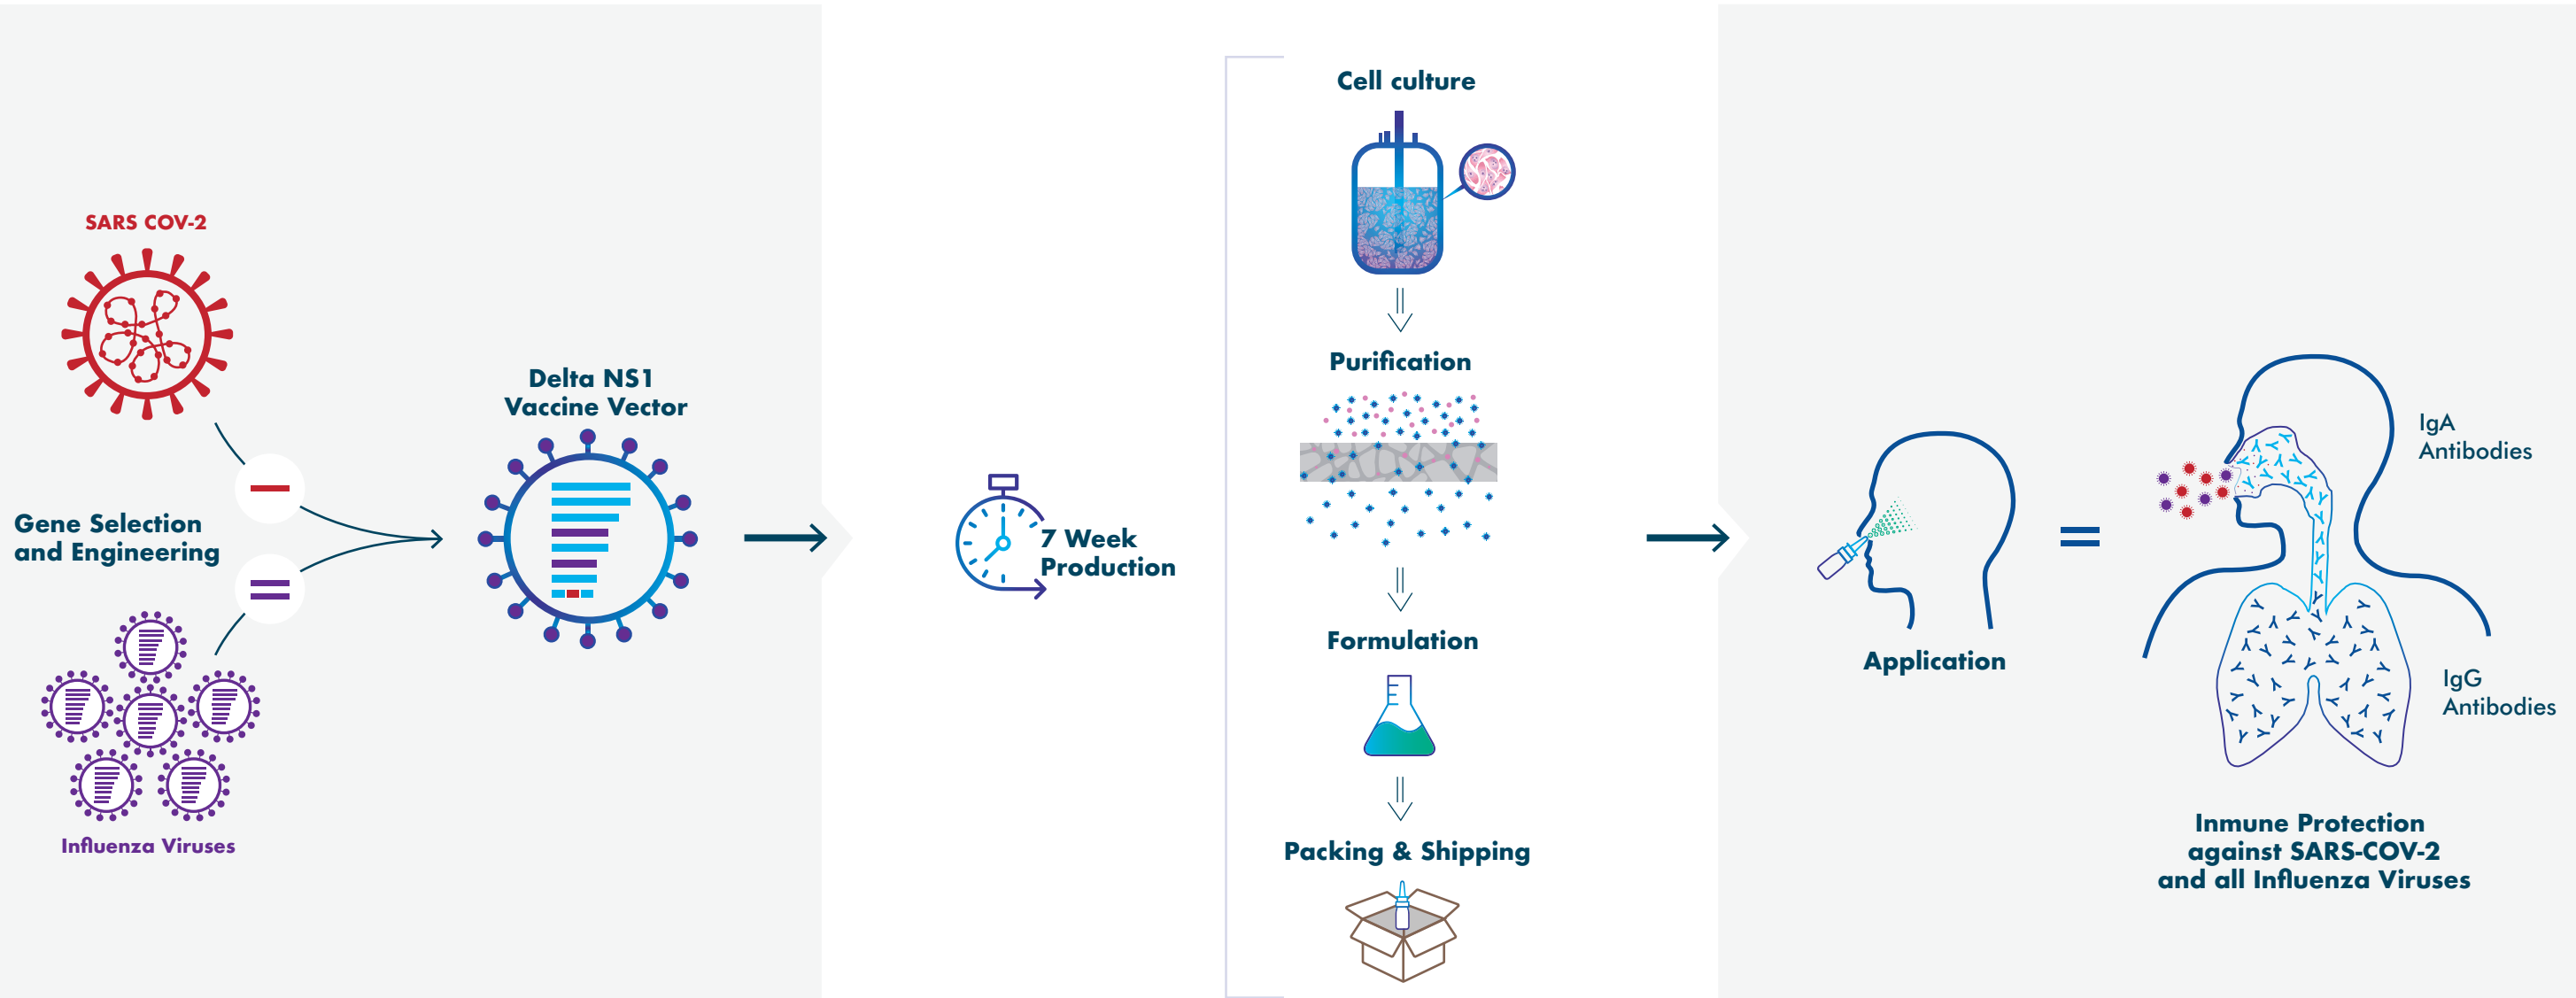 SARS COV-2
Gene Selection
and Engineering
Influenza Viruses
Delta NS1
Vaccine Vector
7 Week
Production
Cell culture
Purification
Formulation
Packing & Shipping
Application
IgA
Antibodies
IgG
Antibodies
Inmune Protection
against SARS-COV-2
and all Influenza Viruses